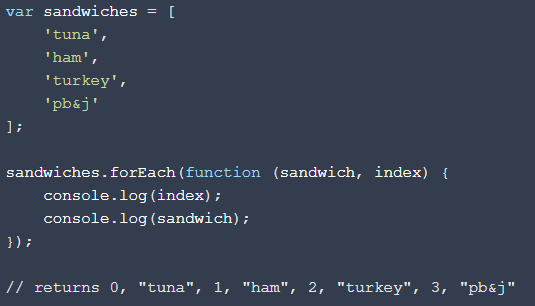 var sandwiches = [
    'tuna',
    'ham',
    'turkey',
    'pb&j'
];

sandwiches.forEach(function (sandwich, index) {
    console.log(index);
    console.log(sandwich);
});

// returns 0, "tuna", 1, "ham", 2, "turkey", 3, "pb&j"